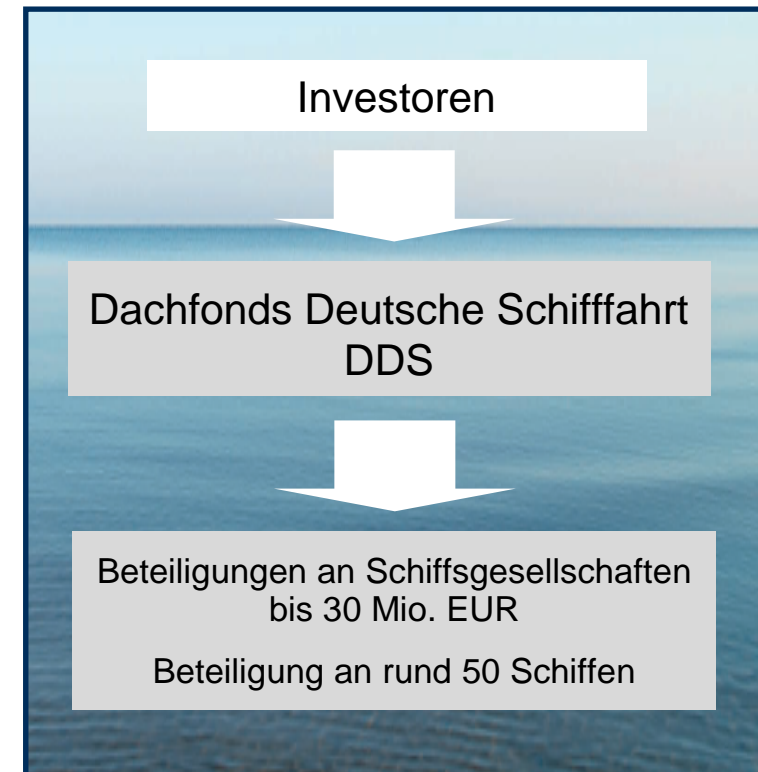 Investoren
Dachfonds Deutsche Schifffahrt
DDS
Beteiligungen an Schiffsgesellschaften
bis 30 Mio. EUR
Beteiligung an rund 50 Schiffen